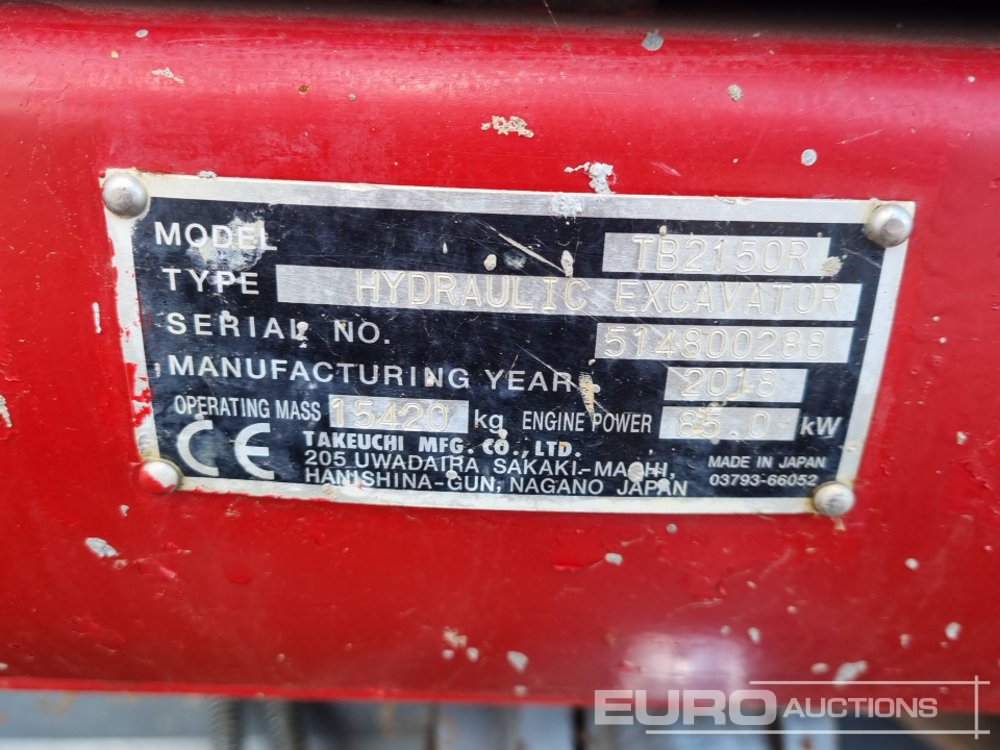 MODEL TB2150R
TYPE HYDRAULIC EXCAVATOR
SERIAL NO. 514800288
MANUFACTURING YEAR 2018
OPERATING MASS 15420 kg ENGINE POWER 85.0 kW
CE TAKEUCHI MFG. CO., LTD.
205 UWADAIRA SAKAKI-MACHI,
HANISHINA-GUN, NAGANO JAPAN
MADE IN JAPAN
03793-66052
EURO AUCTIONS